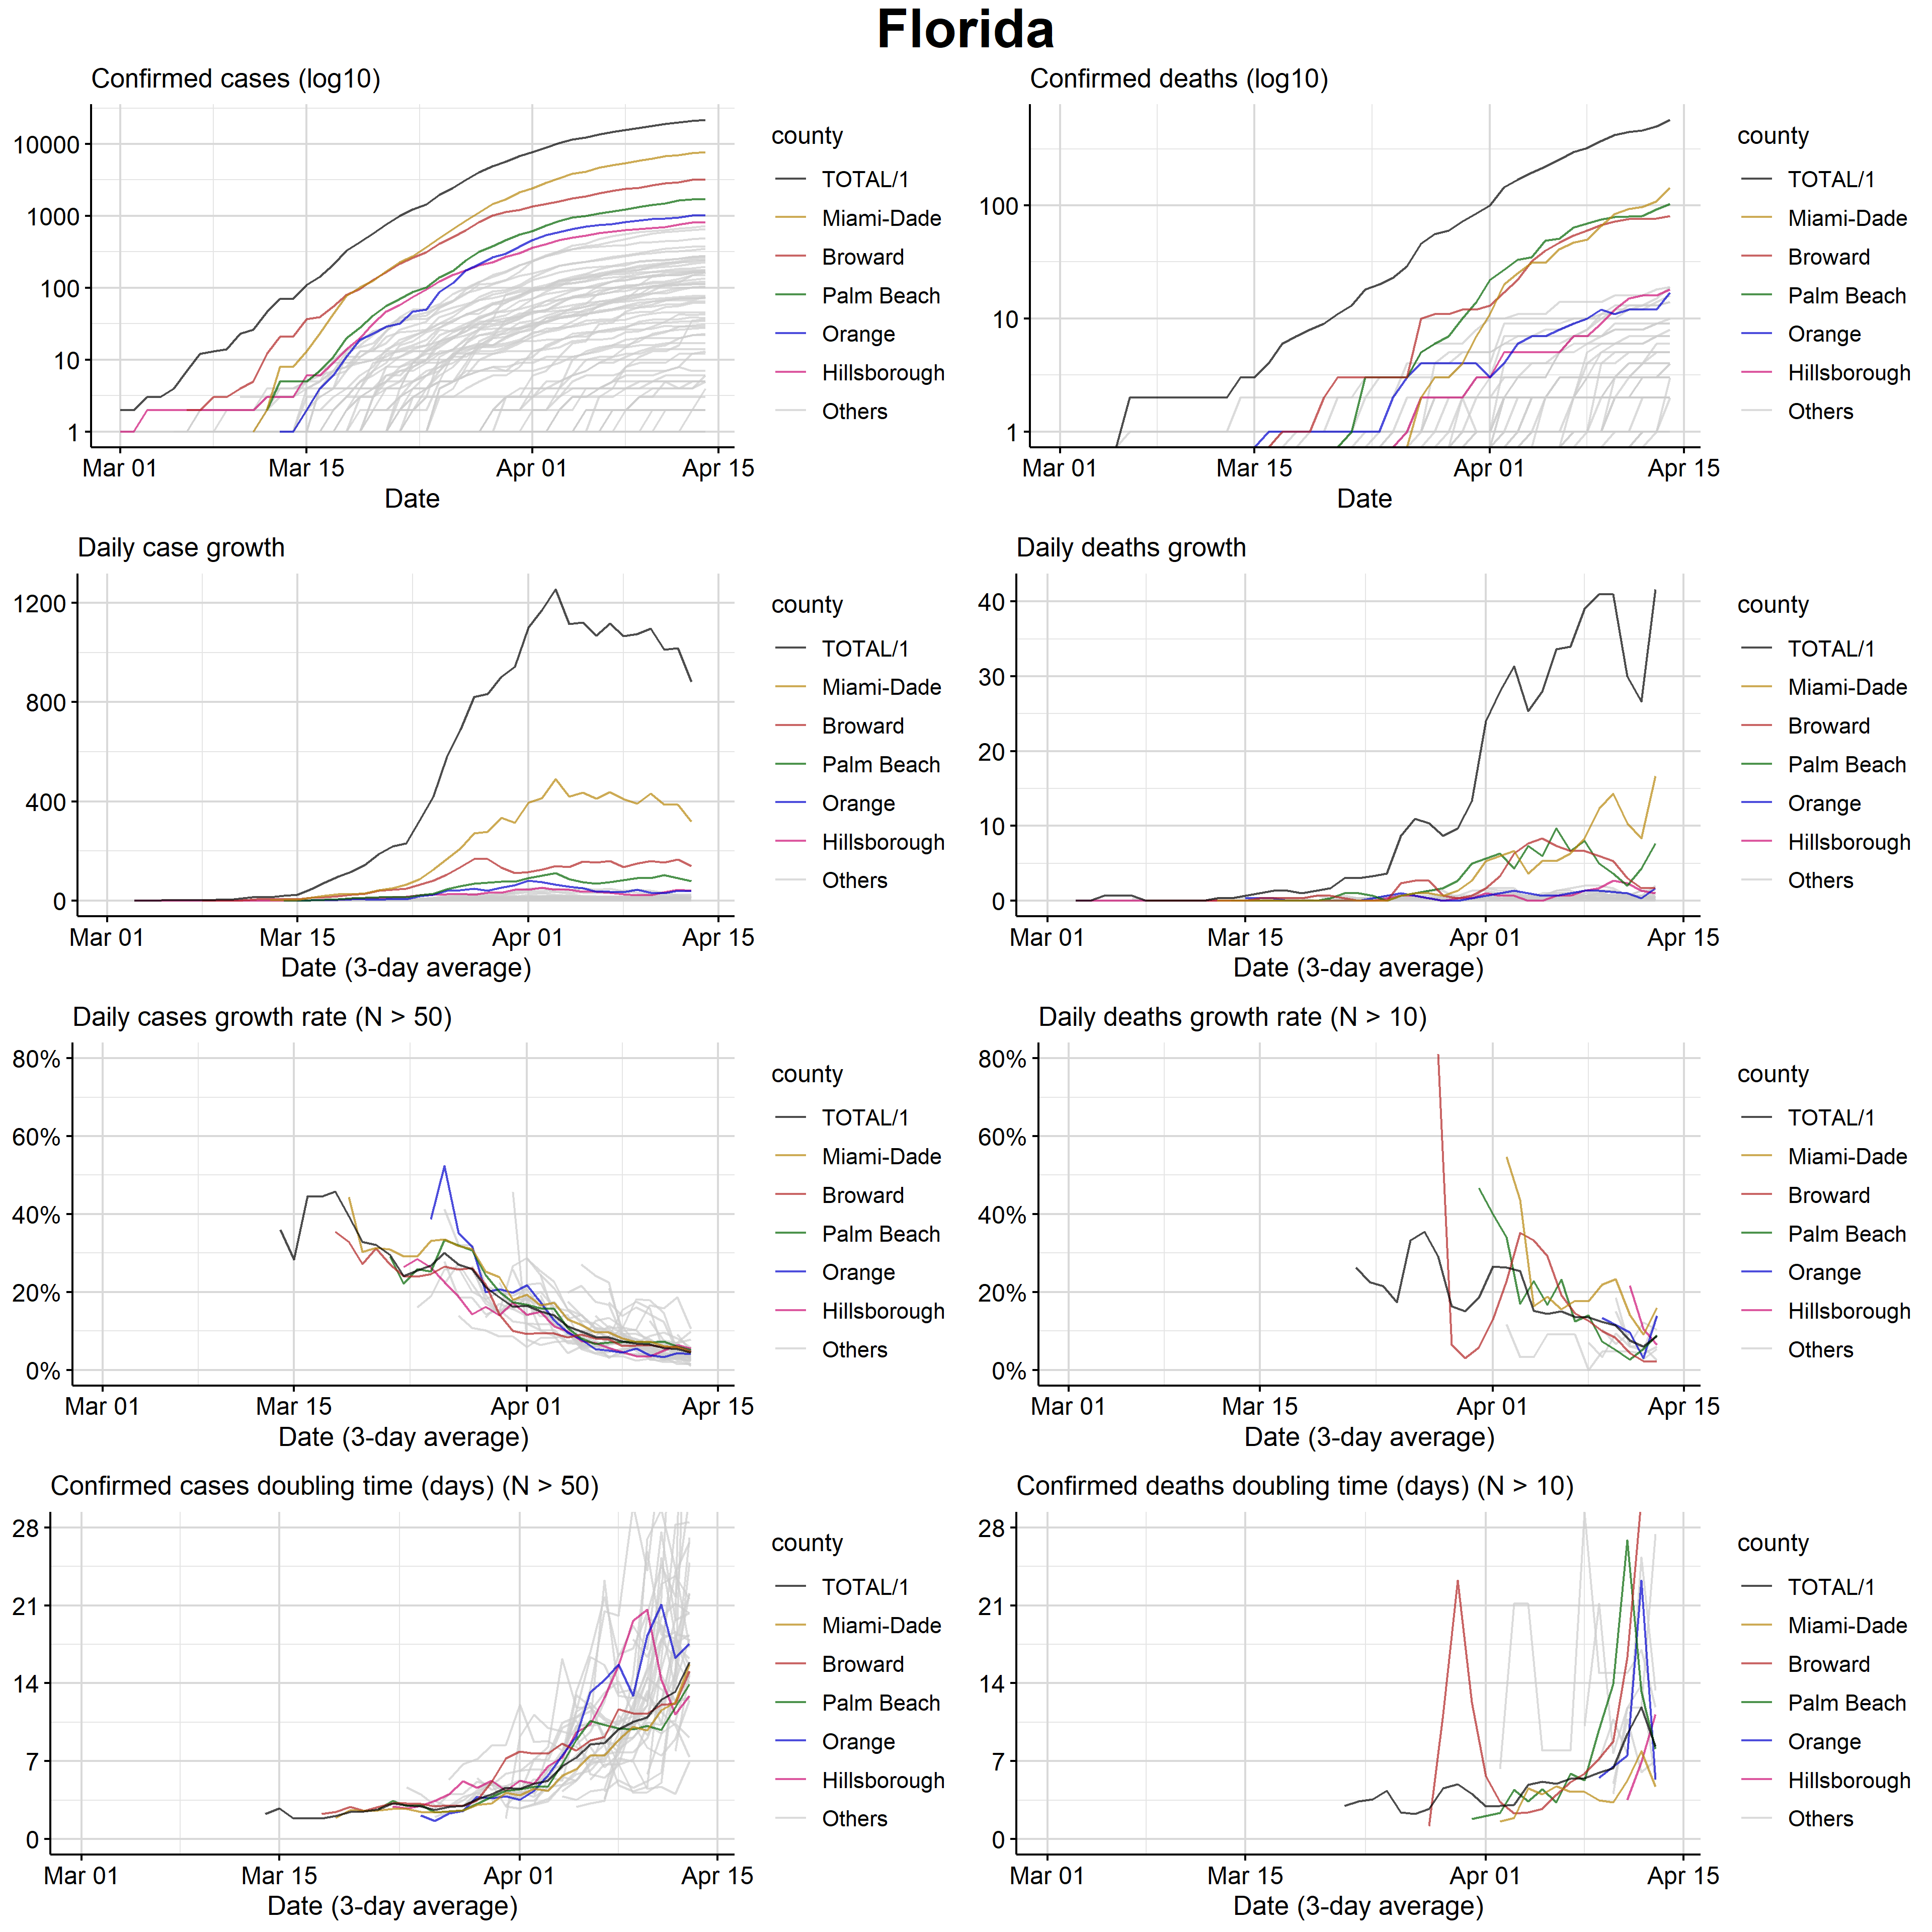 Florida
Confirmed cases (log10)
10000
1000
100
10
1
Mar 01 Mar 15 Apr 01 Apr 15
Date
county
TOTAL/1
Miami-Dade
Broward
Palm Beach
Orange
Hillsborough
Others
Confirmed deaths (log10)
100
10
1
Mar 01 Mar 15 Apr 01 Apr 15
Date
county
TOTAL/1
Miami-Dade
Broward
Palm Beach
Orange
Hillsborough
Others
Daily case growth
1200
800
400
0
Mar 01 Mar 15 Apr 01 Apr 15
Date (3-day average)
county
TOTAL/1
Miami-Dade
Broward
Palm Beach
Orange
Hillsborough
Others
Daily deaths growth
40
30
20
10
0
Mar 01 Mar 15 Apr 01 Apr 15
Date (3-day average)
county
TOTAL/1
Miami-Dade
Broward
Palm Beach
Orange
Hillsborough
Others
Daily cases growth rate (N > 50)
80%
60%
40%
20%
0%
Mar 01 Mar 15 Apr 01 Apr 15
Date (3-day average)
county
TOTAL/1
Miami-Dade
Broward
Palm Beach
Orange
Hillsborough
Others
Daily deaths growth rate (N > 10)
80%
60%
40%
20%
0%
Mar 01 Mar 15 Apr 01 Apr 15
Date (3-day average)
county
TOTAL/1
Miami-Dade
Broward
Palm Beach
Orange
Hillsborough
Others
Confirmed cases doubling time (days) (N > 50)
28
21
14
7
0
Mar 01 Mar 15 Apr 01 Apr 15
Date (3-day average)
county
TOTAL/1
Miami-Dade
Broward
Palm Beach
Orange
Hillsborough
Others
Confirmed deaths doubling time (days) (N > 10)
28
21
14
7
0
Mar 01 Mar 15 Apr 01 Apr 15
Date (3-day average)
county
TOTAL/1
Miami-Dade
Broward
Palm Beach
Orange
Hillsborough
Others